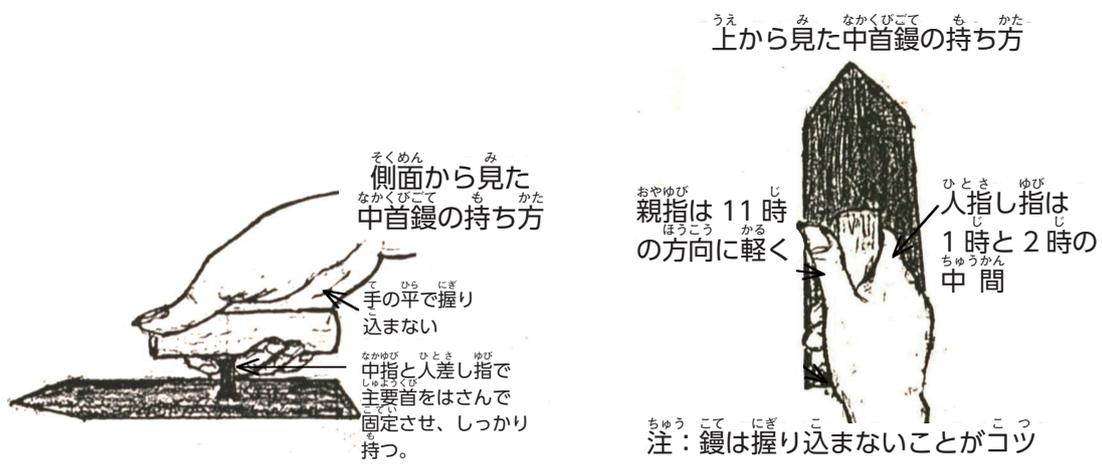 側面から見た
中首鏝の持ち方
手の平で握り
込まない
中指と人差し指で
主要首をはさんで
固定させ、しっかり
持つ。
上から見た中首鏝の持ち方
親指は 11 時
の方向に軽く
人指し指は
1 時と 2 時の
中 間
注：鏝は握り込まないことがコツ